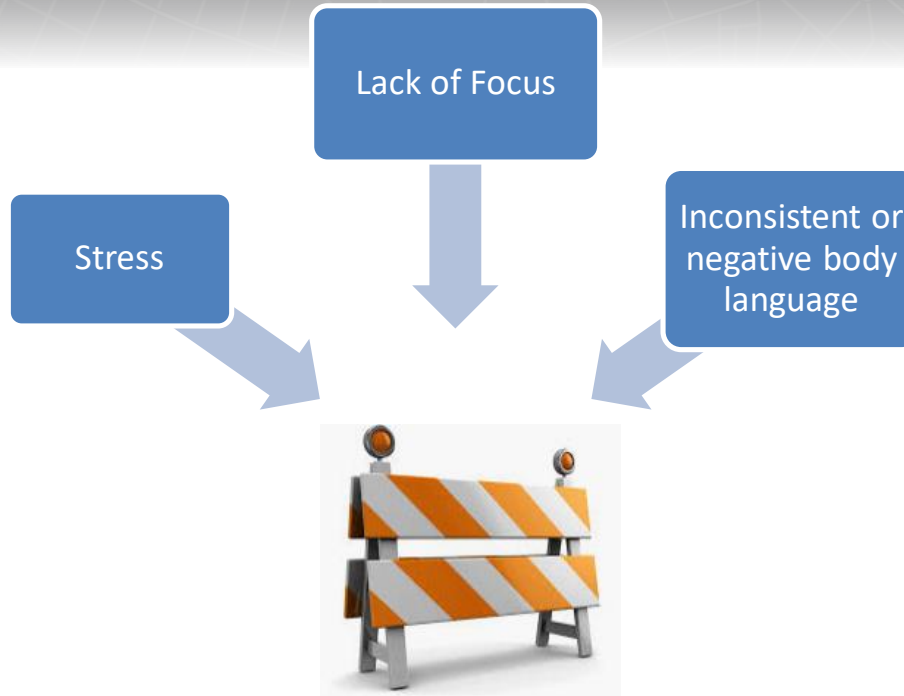 Lack of Focus
Stress
Inconsistent or
negative body
language